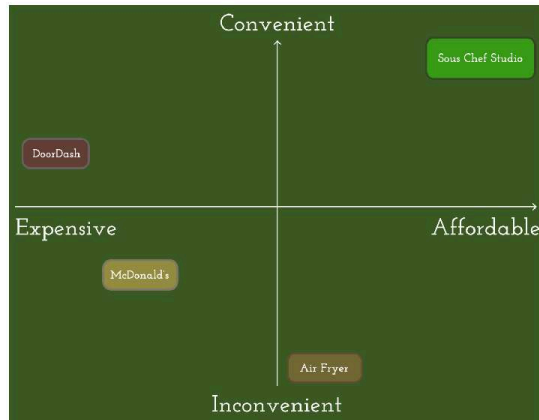 Convenient
Sous Chef Studio
DoorDash
Expensive
Affordable
McDonald's
Air Fryer
Inconvenient